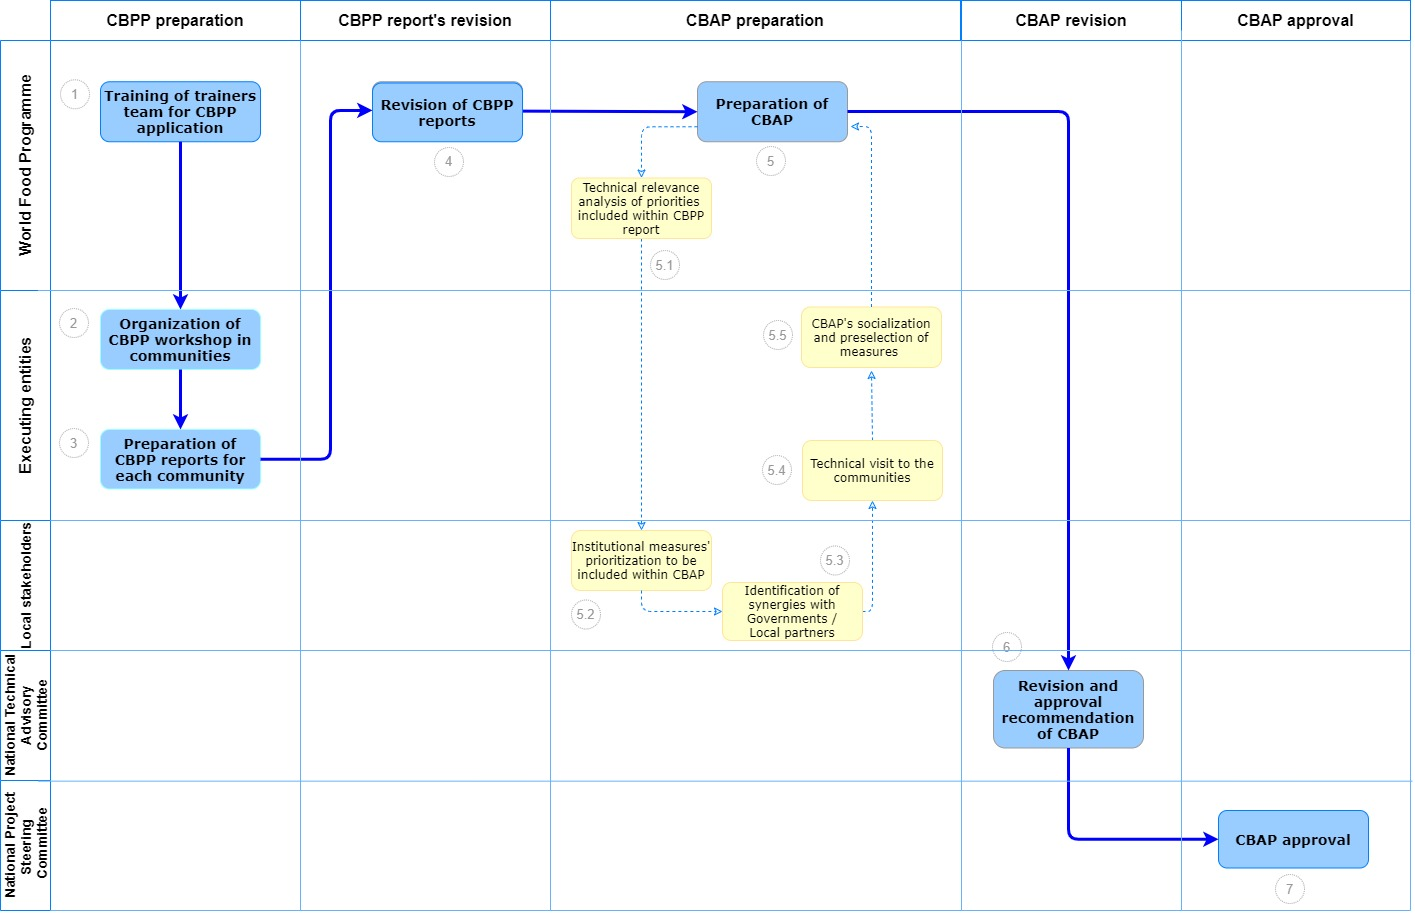 CBPP preparation
CBPP report's revision
CBAP preparation
CBAP revision
CBAP approval
World Food Programme
1
Training of trainers
team for CBPP
application
Revision of CBPP
reports
4
Preparation of
CBAP
5
Technical relevance
analysis of priorities
included within CBPP
report
5.1
Executing entities
2
Organization of
CBPP workshop in
communities
3
Preparation of
CBPP reports for
each community
5.5
CBAP's socialization
and preselection of
measures
5.4
Technical visit to the
communities
Local stakeholders
Institutional measures'
prioritization to be
included within CBAP
5.2
5.3
Identification of
synergies with
Governments /
Local partners
National Technical
Advisory
Committee
6
Revision and
approval
recommendation
of CBAP
National Project
Steering
Committee
CBAP approval
7